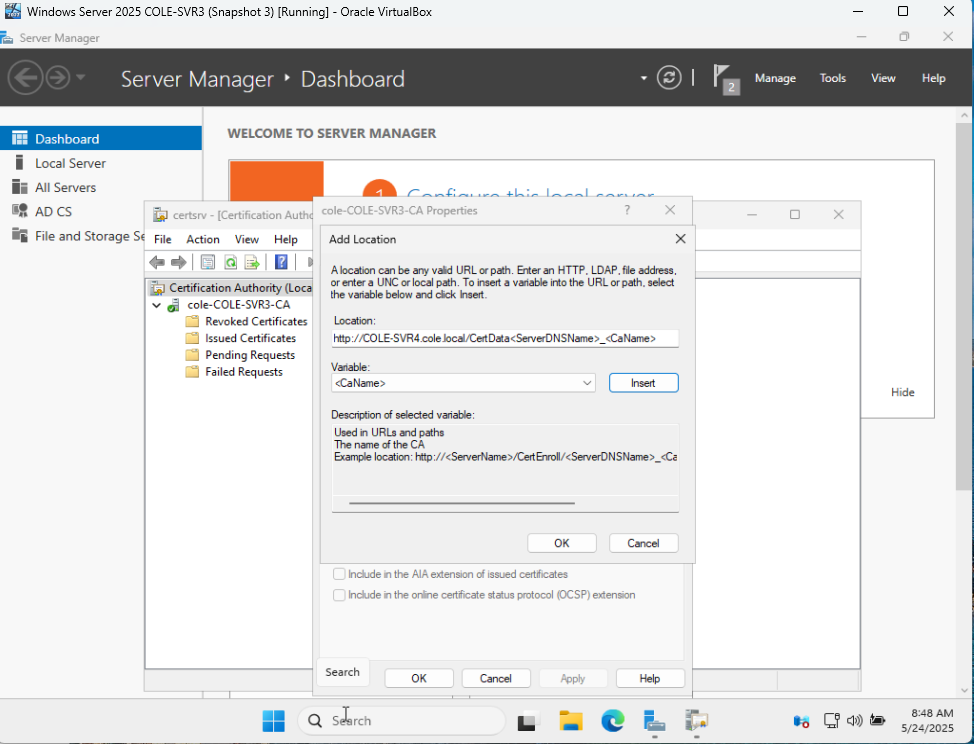 Windows Server 2025 COLE-SVR3 (Snapshot 3) [Running] - Oracle VirtualBox
Server Manager
Server Manager ‣ Dashboard
2
Manage
Tools
View
Help
Dashboard
Local Server
All Servers
AD CS
File and Storage Se
WELCOME TO SERVER MANAGER
1
Configure this local server
Hide
certsrv - [Certification Autho
File
Action
View
Help
Certification Authority (Loca
cole-COLE-SVR3-CA
Revoked Certificates
Issued Certificates
Pending Requests
Failed Requests
cole-COLE-SVR3-CA Properties
?
Add Location
A location can be any valid URL or path. Enter an HTTP, LDAP, file address,
or enter a UNC or local path. To insert a variable into the URL or path, select
the variable below and click Insert.
Location:
http://COLE-SVR4.cole.local/CertData<ServerDNSName>_<CaName>
Variable:
<CaName>
Insert
Description of selected variable:
Used in URLs and paths
The name of the CA
Example location: http://<ServerName>/CertEnroll/<ServerDNSName>_<Ca
OK
Cancel
Include in the AIA extension of issued certificates
Include in the online certificate status protocol (OCSP) extension
Search
OK
Cancel
Apply
Help
Search
8:48 AM
5/24/2025